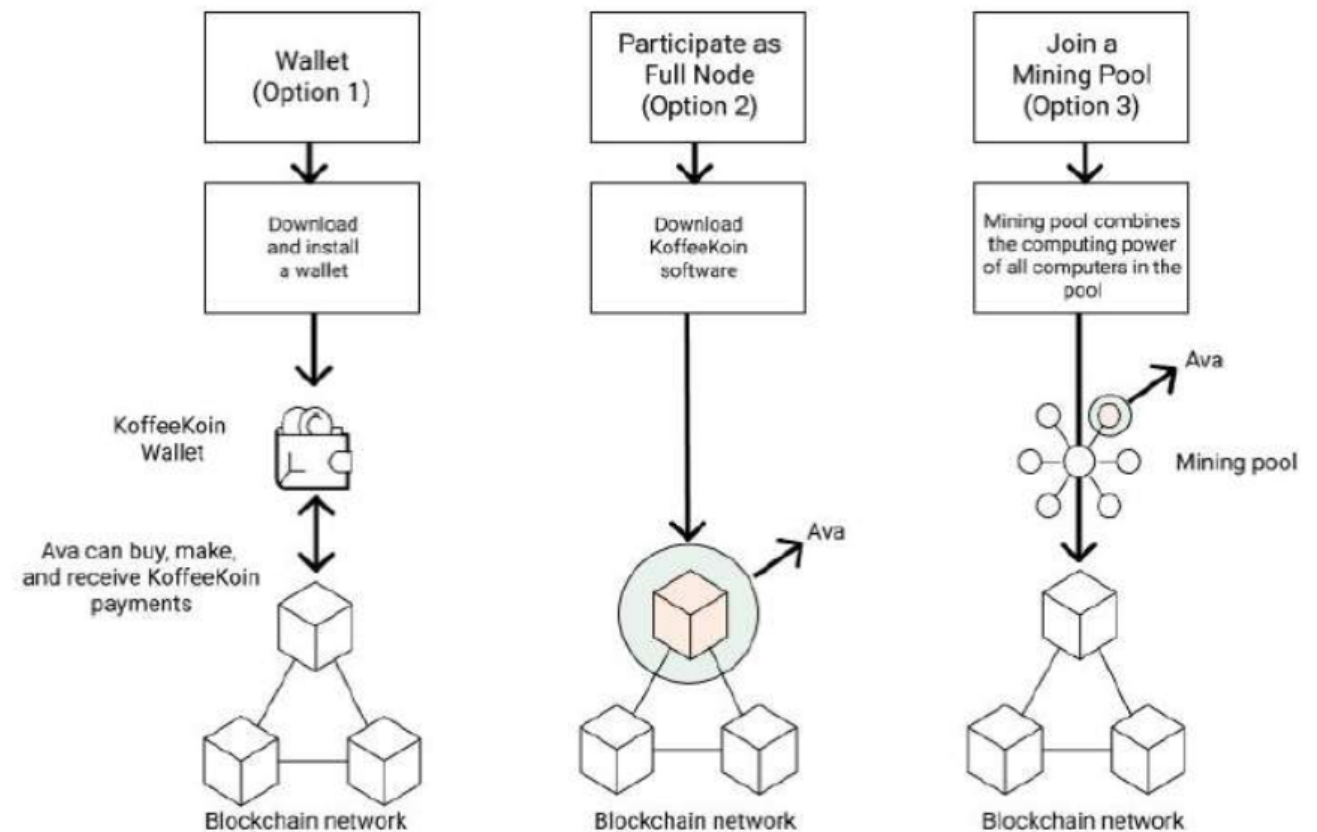 Wallet
(Option 1)
Download
and install
a wallet
KoffeeKoin
Wallet
Ava can buy, make,
and receive KoffeeKoin
payments
Blockchain network
Participate as
Full Node
(Option 2)
Download
KoffeeKoin
software
Ava
Blockchain network
Join a
Mining Pool
(Option 3)
Mining pool combines
the computing power
of all computers in the
pool
Ava
Mining pool
Blockchain network